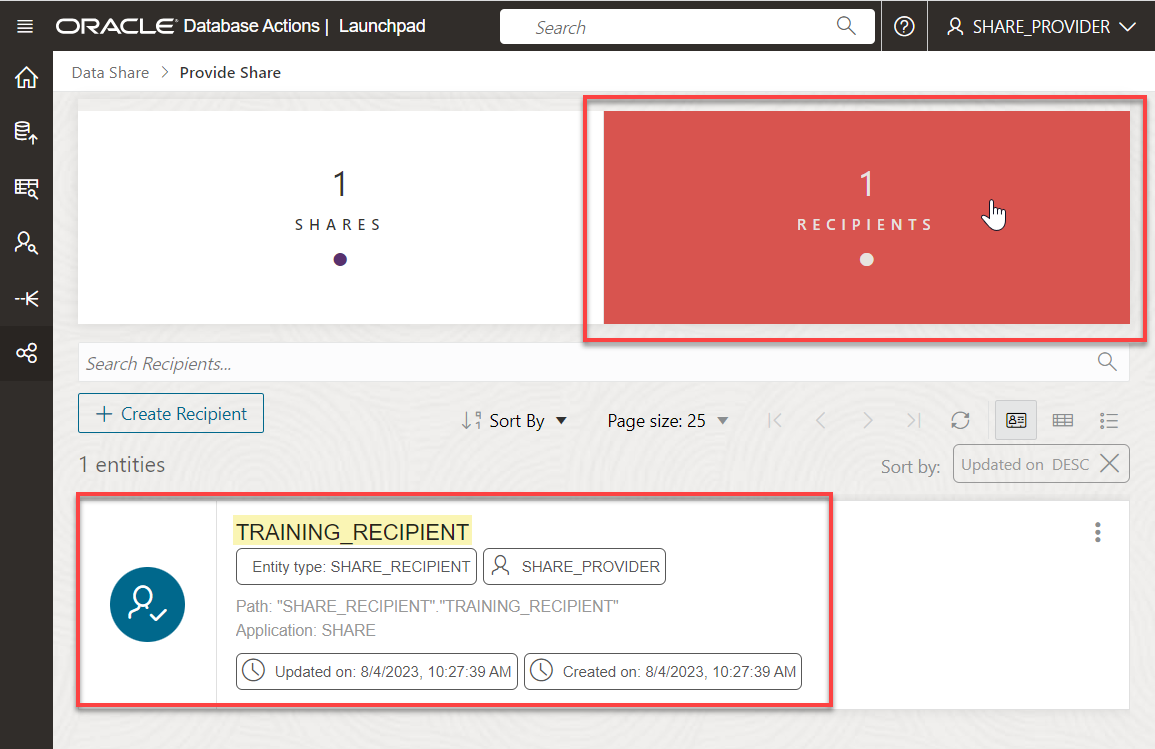 ORACLE® Database Actions | Launchpad
Search
SHARE_PROVIDER
Data Share > Provide Share
1
SHARES
1
RECIPIENTS
Search Recipients...
+ Create Recipient
Sort By
Page size: 25
1 entities
Sort by: Updated on DESC
TRAINING_RECIPIENT
Entity type: SHARE_RECIPIENT
SHARE_PROVIDER
Path: "SHARE_RECIPIENT"."TRAINING_RECIPIENT"
Application: SHARE
Updated on: 8/4/2023, 10:27:39 AM
Created on: 8/4/2023, 10:27:39 AM